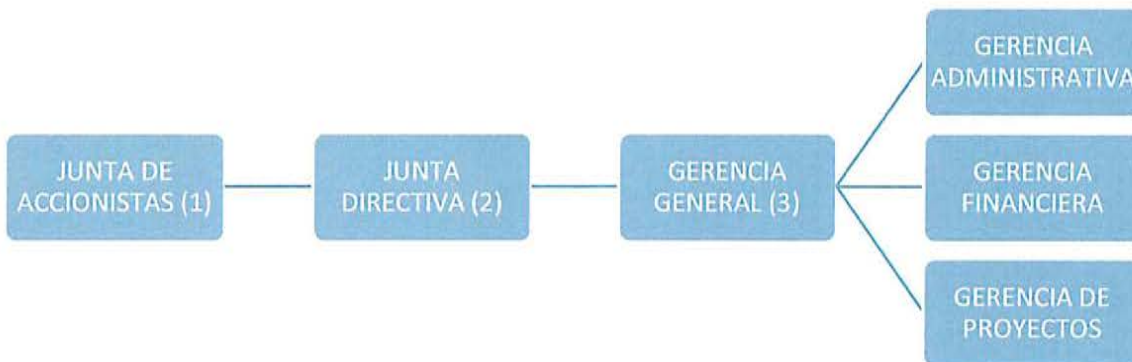 JUNTA DE
ACCIONISTAS (1)
JUNTA
DIRECTIVA (2)
GERENCIA
GENERAL (3)
GERENCIA
ADMINISTRATIVA
GERENCIA
FINANCIERA
GERENCIA DE
PROYECTOS